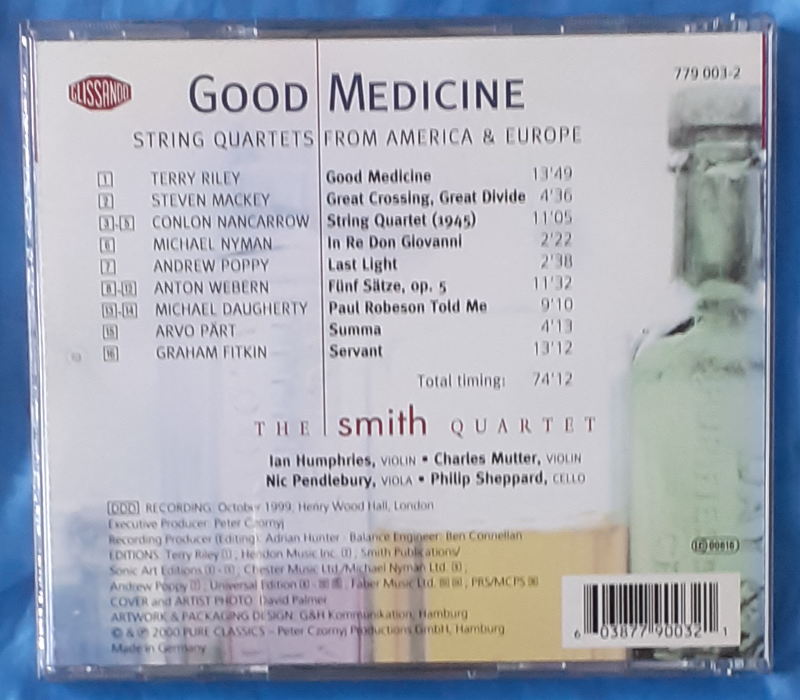 GLISSANDO
779 003-2
GOOD MEDICINE
STRING QUARTETS FROM AMERICA & EUROPE
1 TERRY RILEY Good Medicine 13'49
2 STEVEN MACKEY Great Crossing, Great Divide 4'36
3-5 CONLON NANCARROW String Quartet (1945) 11'05
6 MICHAEL NYMAN In Re Don Giovanni 2'22
7 ANDREW POPPY Last Light 2'38
8-12 ANTON WEBERN Fünf Sätze, op. 5 11'32
13-14 MICHAEL DAUGHERTY Paul Robeson Told Me 9'10
15 ARVO PÄRT Summa 4'13
16 GRAHAM FITKIN Servant 13'12
Total timing: 74'12
THE smith QUARTET
Ian Humphries, VIOLIN • Charles Mutter, VIOLIN
Nic Pendlebury, VIOLA • Philip Sheppard, CELLO
DDD RECORDING: October 1999, Henry Wood Hall, London
Executive Producer: Peter Czornyj
Recording Producer (Editing): Adrian Hunter · Balance Engineer: Ben Connellan
EDITIONS: Terry Riley, Hendon Music Inc., Smith Publications/
Sonic Art Editions, Chester Music Ltd/Michael Nyman Ltd.
Andrew Poppy, Universal Edition, Faber Music Ltd., PRS/MCPS
COVER and ARTIST PHOTO: David Palmer
ARTWORK & PACKAGING DESIGN: G&H Kommunikation, Hamburg
© & ℗ 2000 PURE CLASSICS – Peter Czornyj Productions GmbH, Hamburg
Made in Germany
LC 00616
6 03877 90032 1